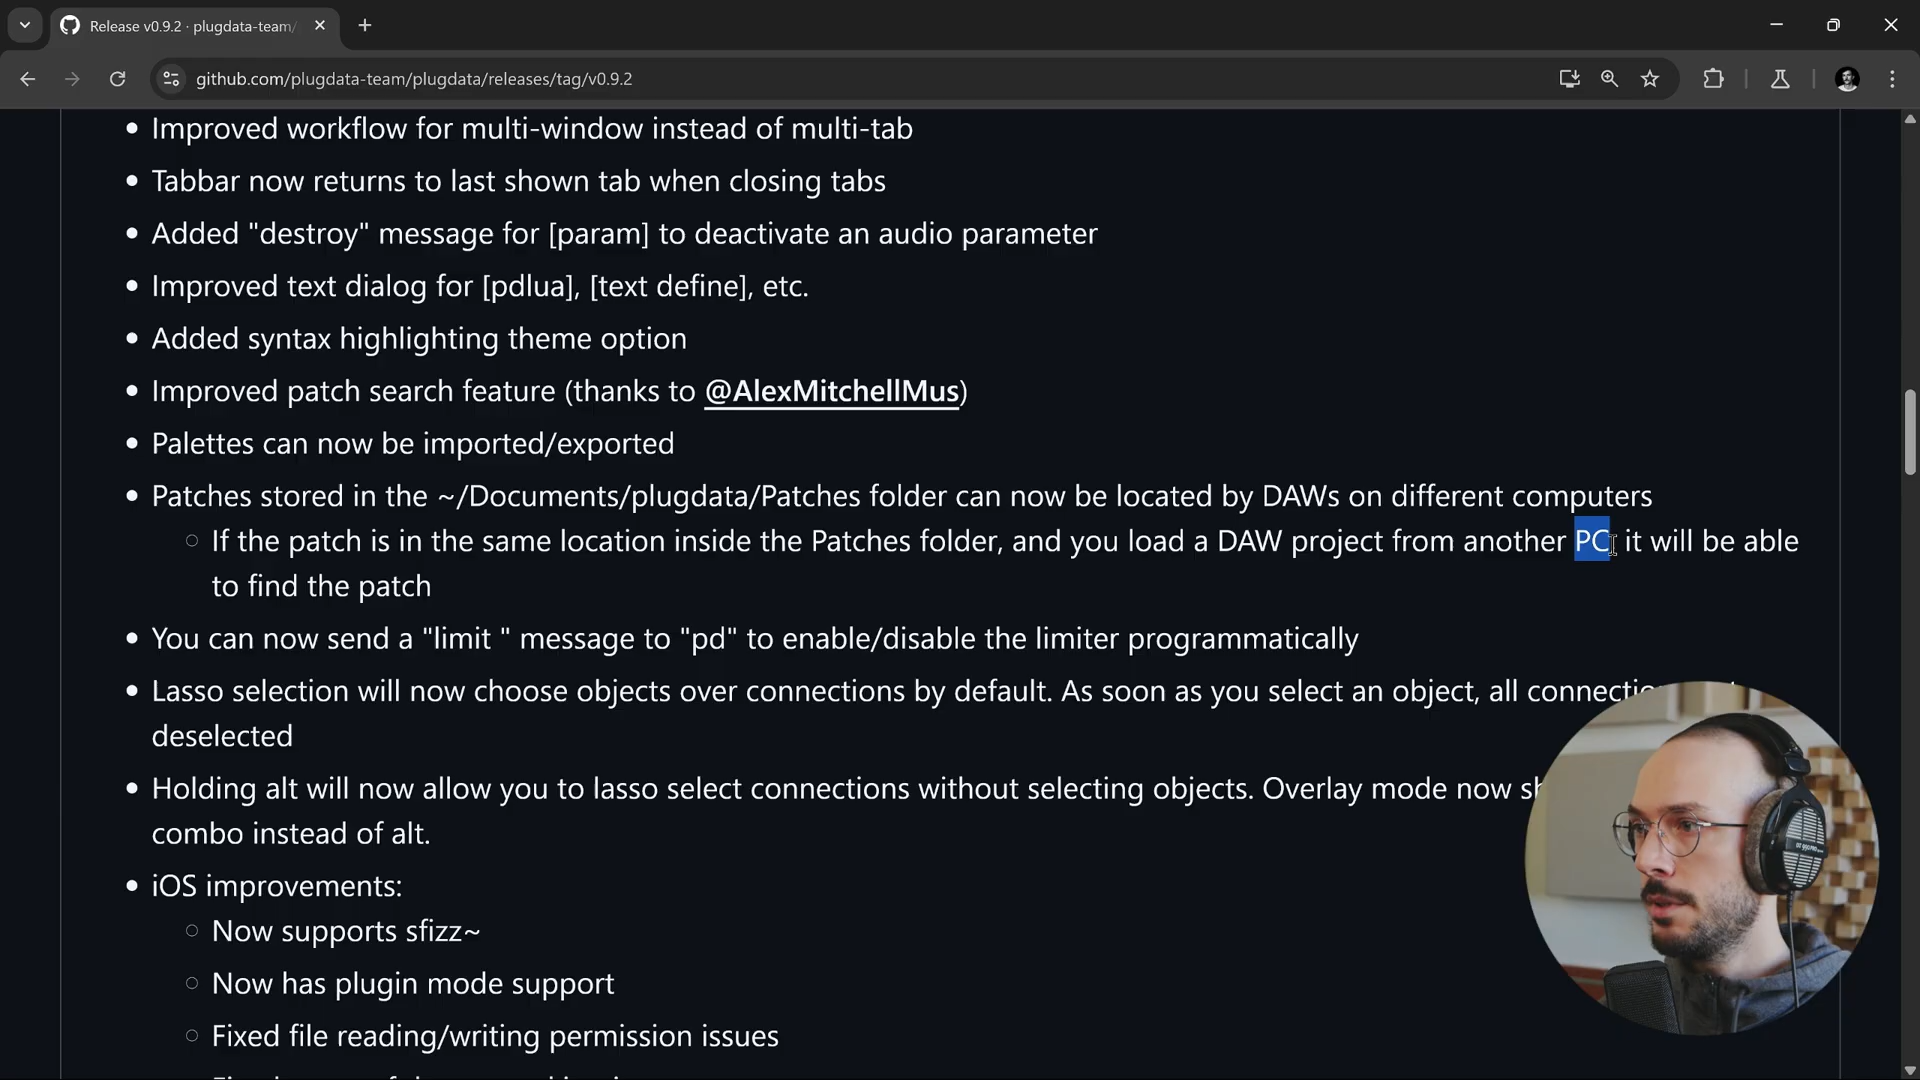 Release v0.9.2 · plugdata-team/
github.com/plugdata-team/plugdata/releases/tag/v0.9.2
• Improved workflow for multi-window instead of multi-tab
• Tabbar now returns to last shown tab when closing tabs
• Added "destroy" message for [param] to deactivate an audio parameter
• Improved text dialog for [pdlua], [text define], etc.
• Added syntax highlighting theme option
• Improved patch search feature (thanks to @AlexMitchellMus)
• Palettes can now be imported/exported
• Patches stored in the ~/Documents/plugdata/Patches folder can now be located by DAWs on different computers
○ If the patch is in the same location inside the Patches folder, and you load a DAW project from another PC, it will be able
to find the patch
• You can now send a "limit " message to "pd" to enable/disable the limiter programmatically
• Lasso selection will now choose objects over connections by default. As soon as you select an object, all
deselected
• Holding alt will now allow you to lasso select connections without selecting objects. Overlay mode now
combo instead of alt.
• iOS improvements:
○ Now supports sfizz~
○ Now has plugin mode support
○ Fixed file reading/writing permission issues